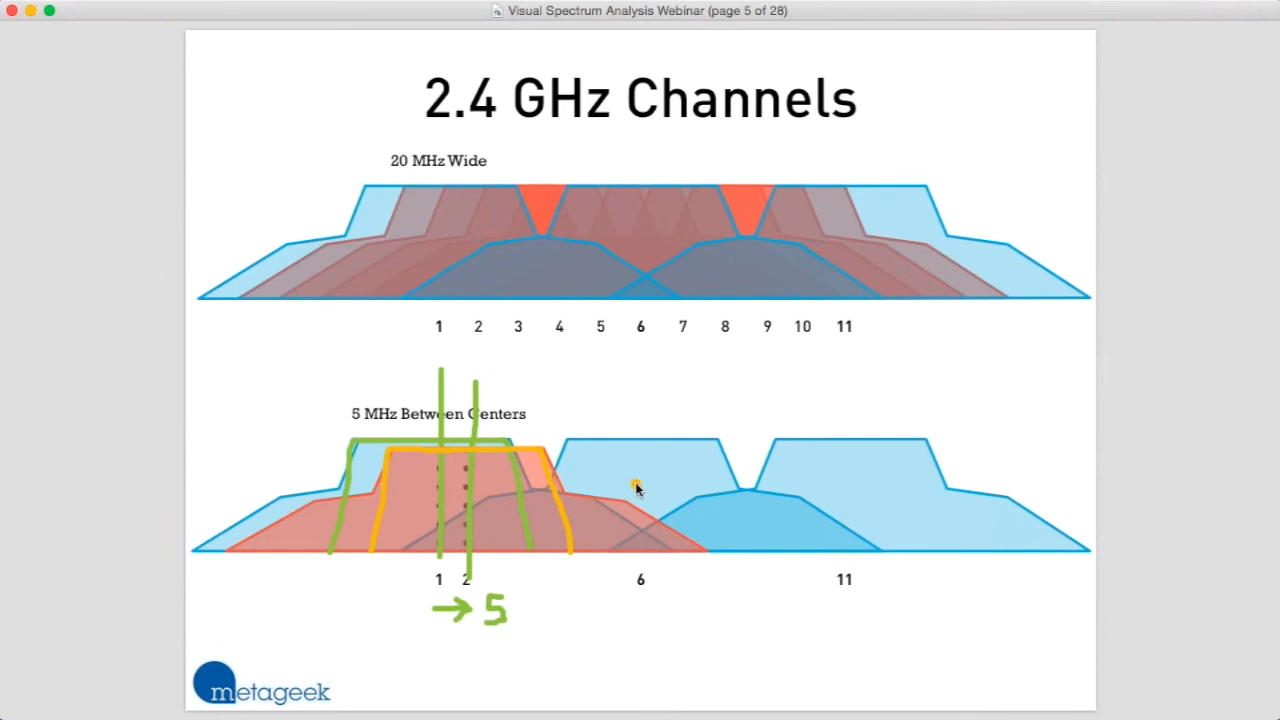 Visual Spectrum Analysis Webinar (page 5 of 28)
2.4 GHz Channels
20 MHz Wide
1 2 3 4 5 6 7 8 9 10 11
5 MHz Between Centers
1 2 6 11
→ 5
metageek